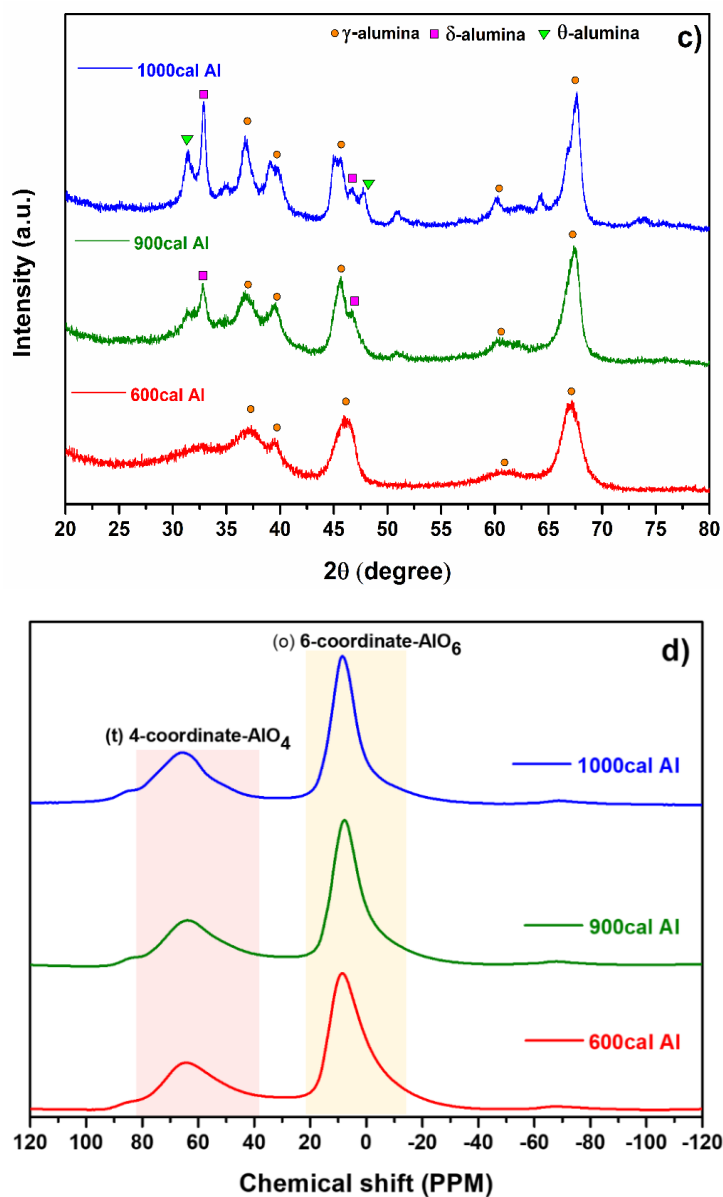 c)
γ-alumina δ-alumina θ-alumina
1000cal Al
900cal Al
600cal Al
Intensity (a.u.)
20 25 30 35 40 45 50 55 60 65 70 75 80
2θ (degree)
d)
(o) 6-coordinate-AlO6
(t) 4-coordinate-AlO4
1000cal Al
900cal Al
600cal Al
120 100 80 60 40 20 0 -20 -40 -60 -80 -100 -120
Chemical shift (PPM)